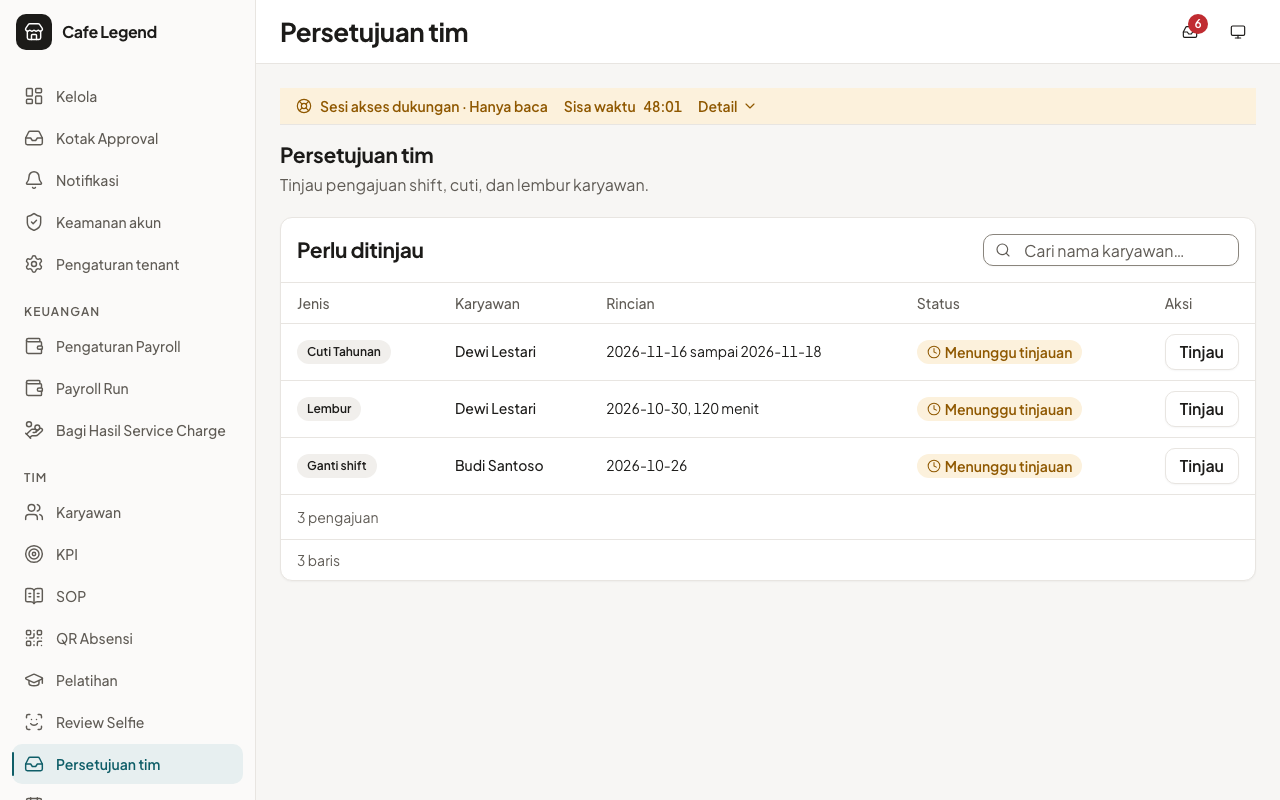 Cafe Legend
Persetujuan tim
6
Kelola
Kotak Approval
Notifikasi
Keamanan akun
Pengaturan tenant
KEUANGAN
Pengaturan Payroll
Payroll Run
Bagi Hasil Service Charge
TIM
Karyawan
KPI
SOP
QR Absensi
Pelatihan
Review Selfie
Persetujuan tim
Sesi akses dukungan · Hanya baca Sisa waktu 48:01 Detail
Persetujuan tim
Tinjau pengajuan shift, cuti, dan lembur karyawan.
Perlu ditinjau
Cari nama karyawan...
Jenis Karyawan Rincian Status Aksi
Cuti Tahunan Dewi Lestari 2026-11-16 sampai 2026-11-18 Menunggu tinjauan Tinjau
Lembur Dewi Lestari 2026-10-30, 120 menit Menunggu tinjauan Tinjau
Ganti shift Budi Santoso 2026-10-26 Menunggu tinjauan Tinjau
3 pengajuan
3 baris